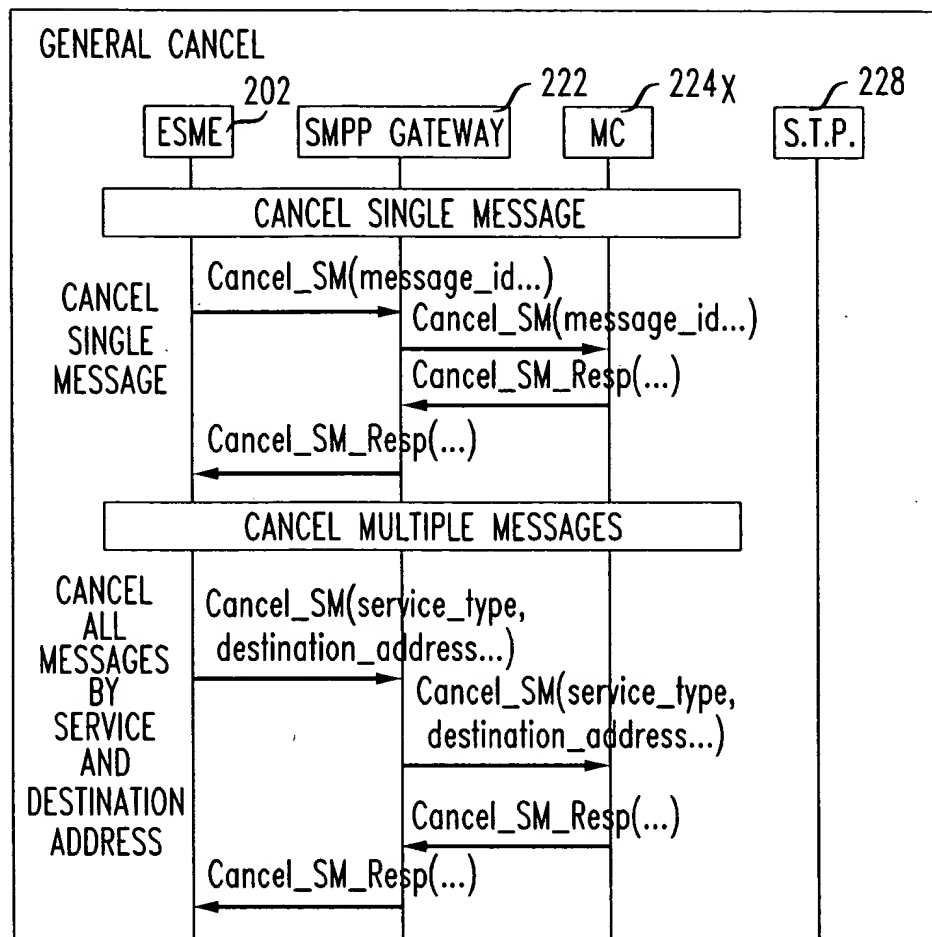 GENERAL CANCEL
202
222
224X
228
ESME
SMPP GATEWAY
MC
S.T.P.
CANCEL SINGLE MESSAGE
CANCEL
SINGLE
MESSAGE
Cancel_SM(message_id...)
Cancel_SM(message_id...)
Cancel_SM_Resp(...)
Cancel_SM_Resp(...)
CANCEL MULTIPLE MESSAGES
CANCEL
ALL
MESSAGES
BY
SERVICE
AND
DESTINATION
ADDRESS
Cancel_SM(service_type,
destination_address...)
Cancel_SM(service_type,
destination_address...)
Cancel_SM_Resp(...)
Cancel_SM_Resp(...)